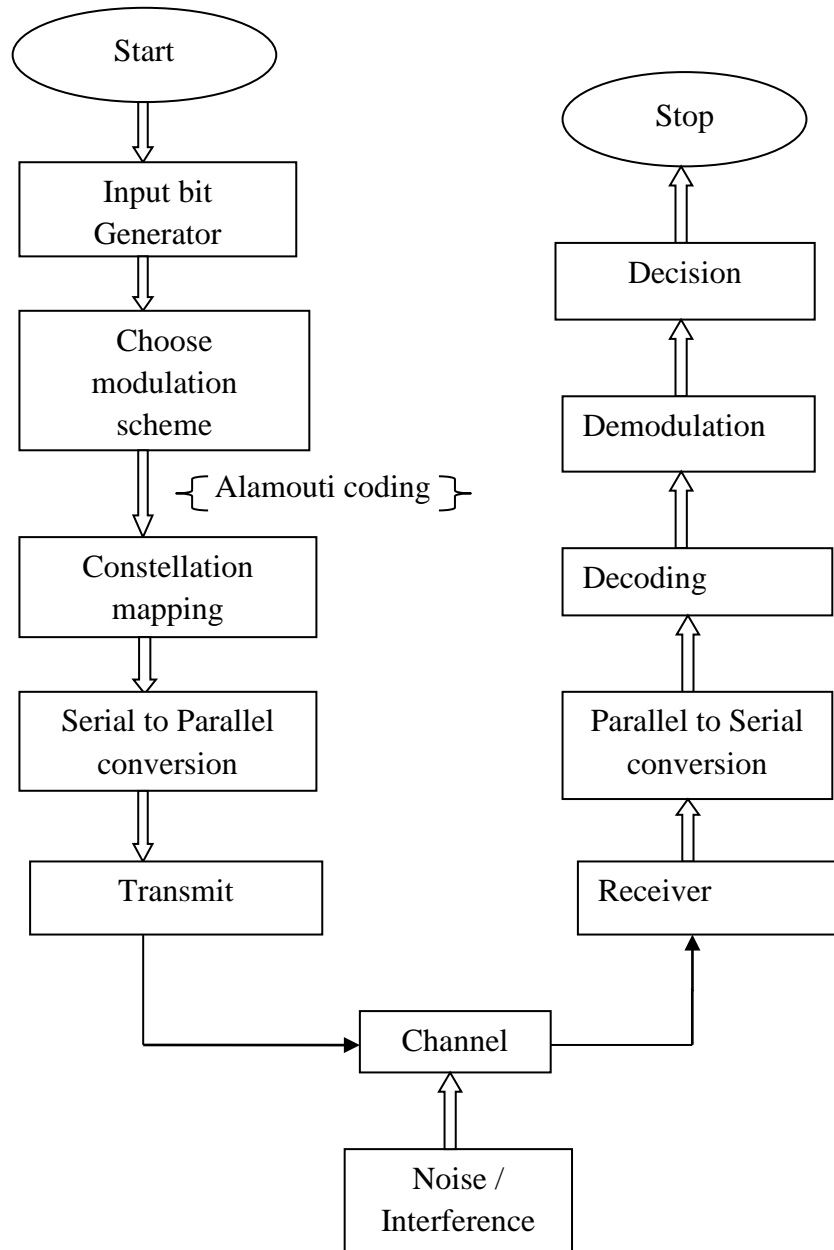 Start
Input bit
Generator
Choose
modulation
scheme
{ Alamouti coding }
Constellation
mapping
Serial to Parallel
conversion
Transmit
Channel
Noise /
Interference
Receiver
Parallel to Serial
conversion
Decoding
Demodulation
Decision
Stop